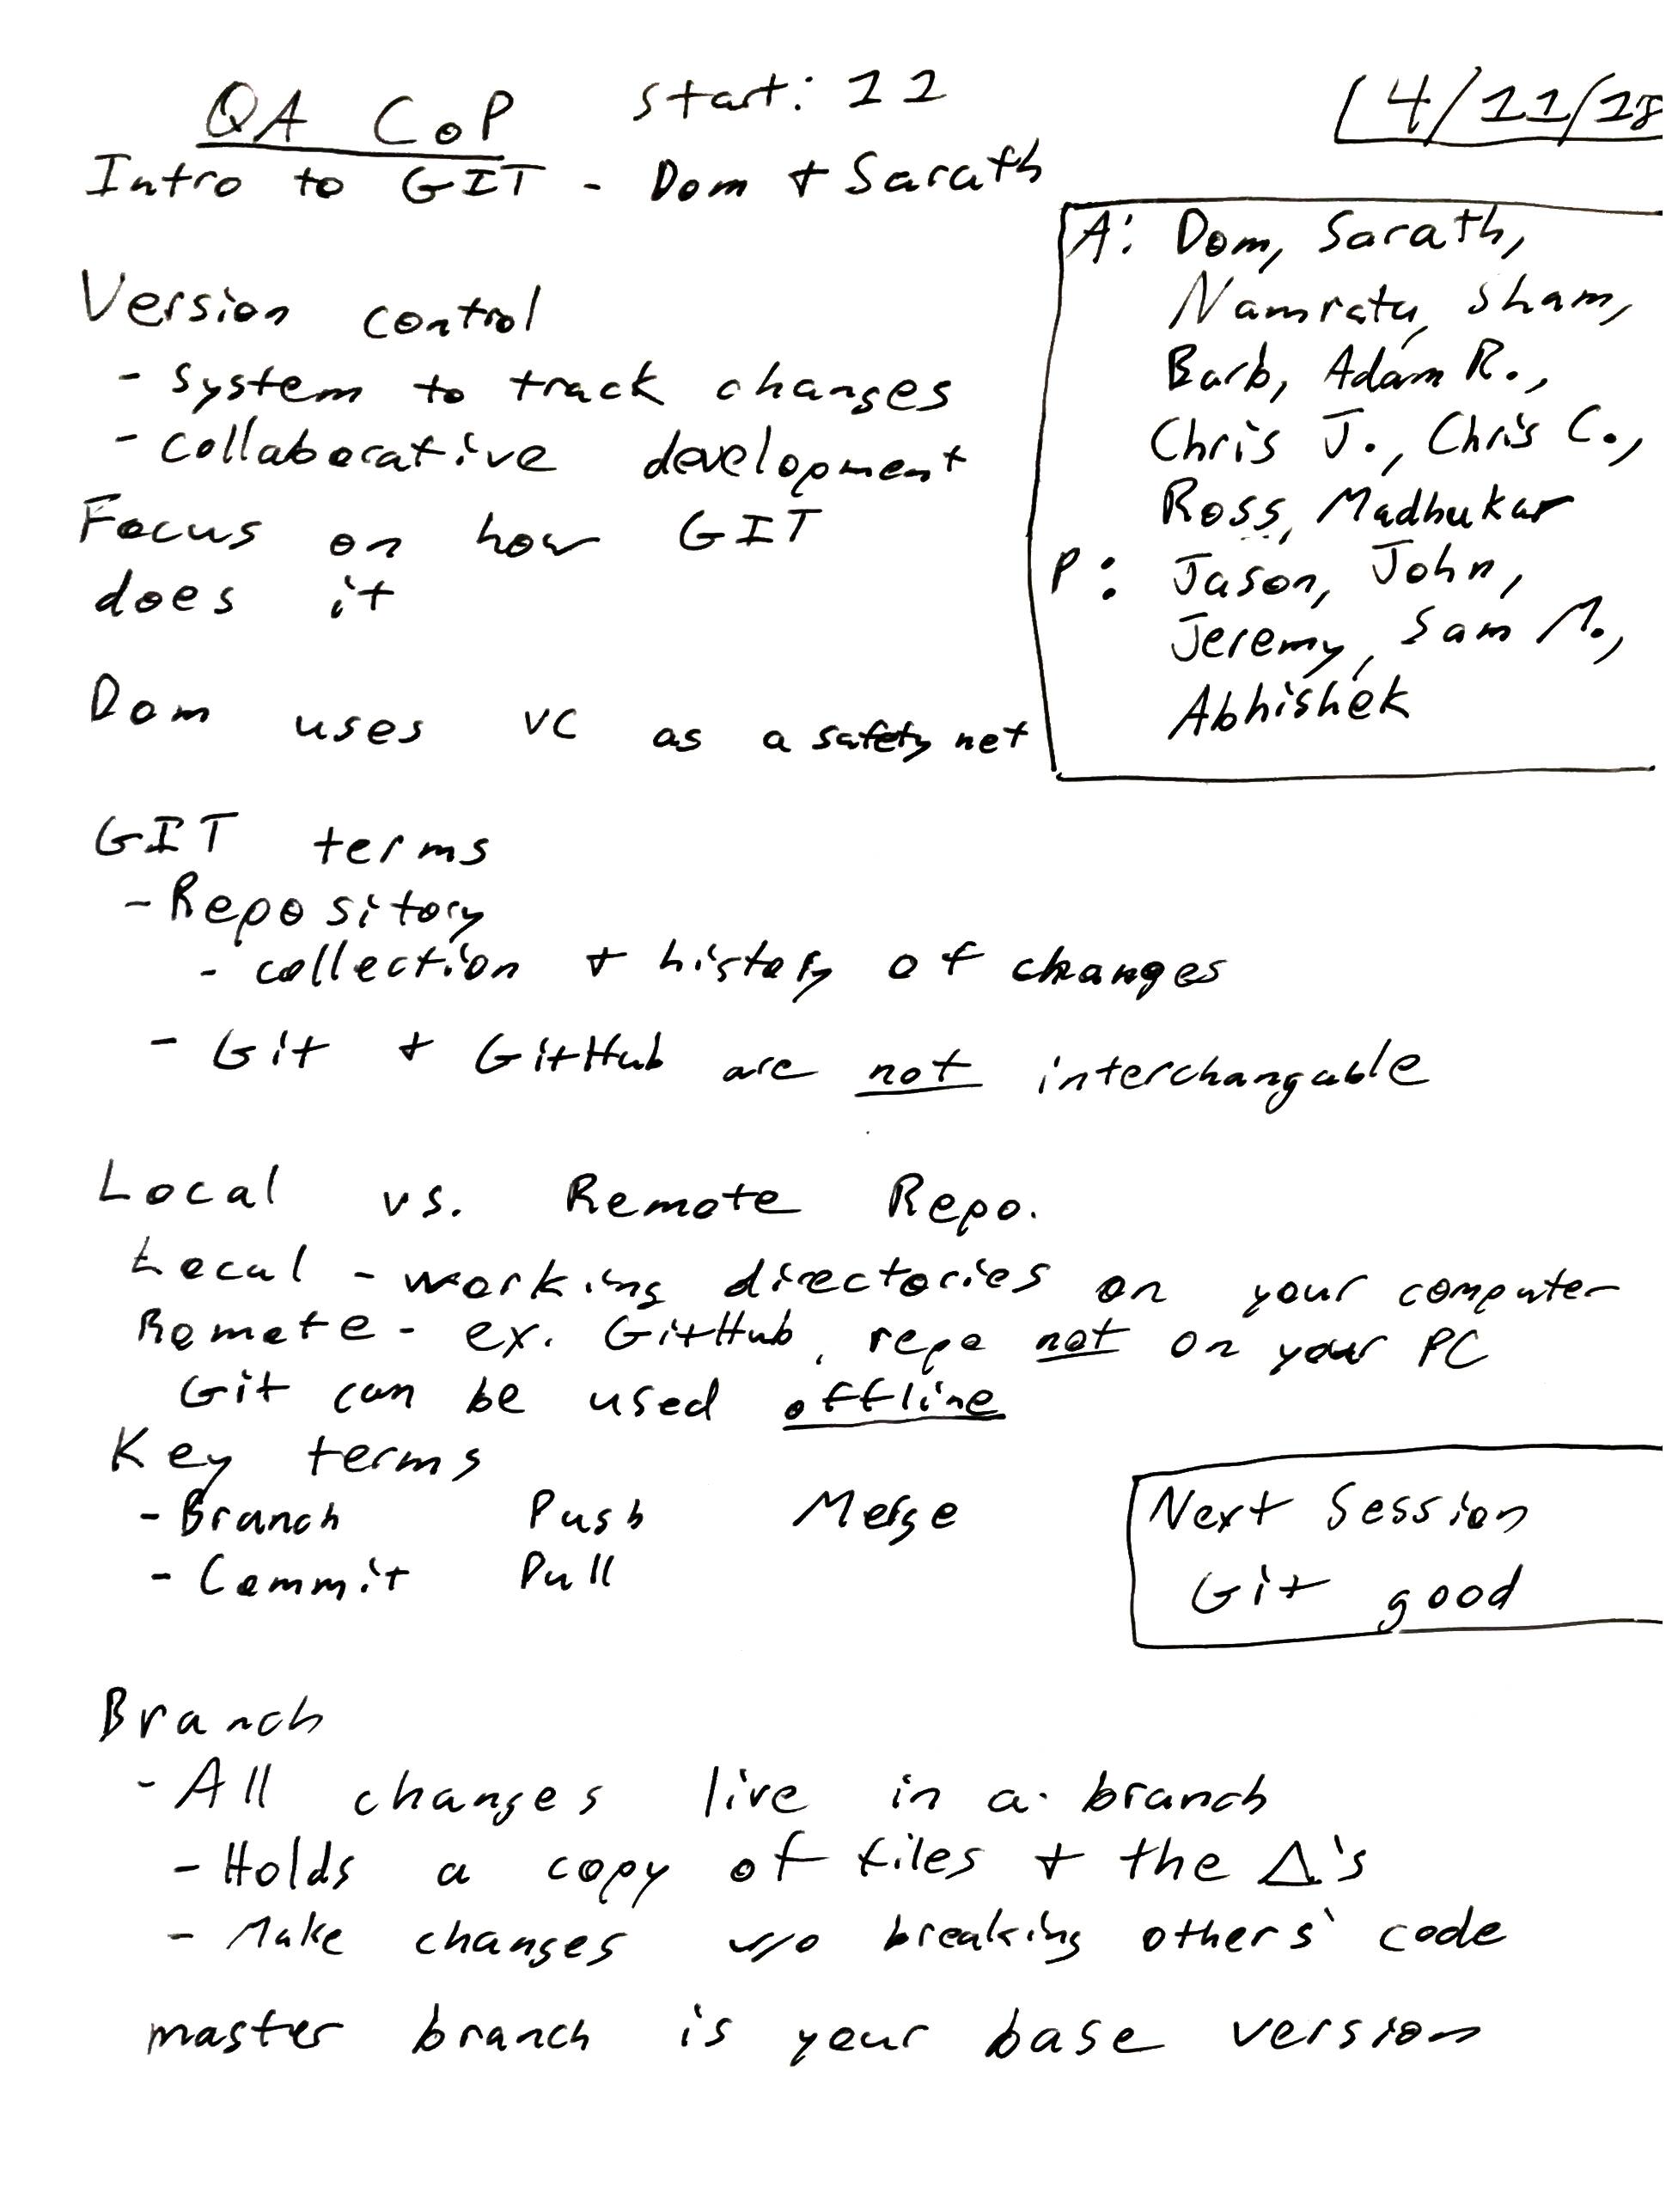 QA CoP start: 11
4/11/18
Intro to GIT - Dom + Sarath
A: Dom, Sarath,
Namrata, Sham,
Barb, Adam R.,
Chris J., Chris C.,
Ross, Madhukar
P: Jason, John,
Jeremy, Sam M.,
Abhishek
Version control
- system to track changes
- collaborative development
Focus on how GIT
does it
Dom uses VC as a safety net
GIT terms
- Repository
- collection + history of changes
- Git + GitHub are not interchangable
Local vs. Remote Repo.
Local - working directories on your computer
Remote - ex. GitHub, repo not on your PC
Git can be used offline
Key terms
- Branch Push Merge
- Commit Pull
Next Session
Git good
Branch
- All changes live in a branch
- Holds a copy of files + the Δ's
- Make changes w/o breaking others' code
master branch is your base version